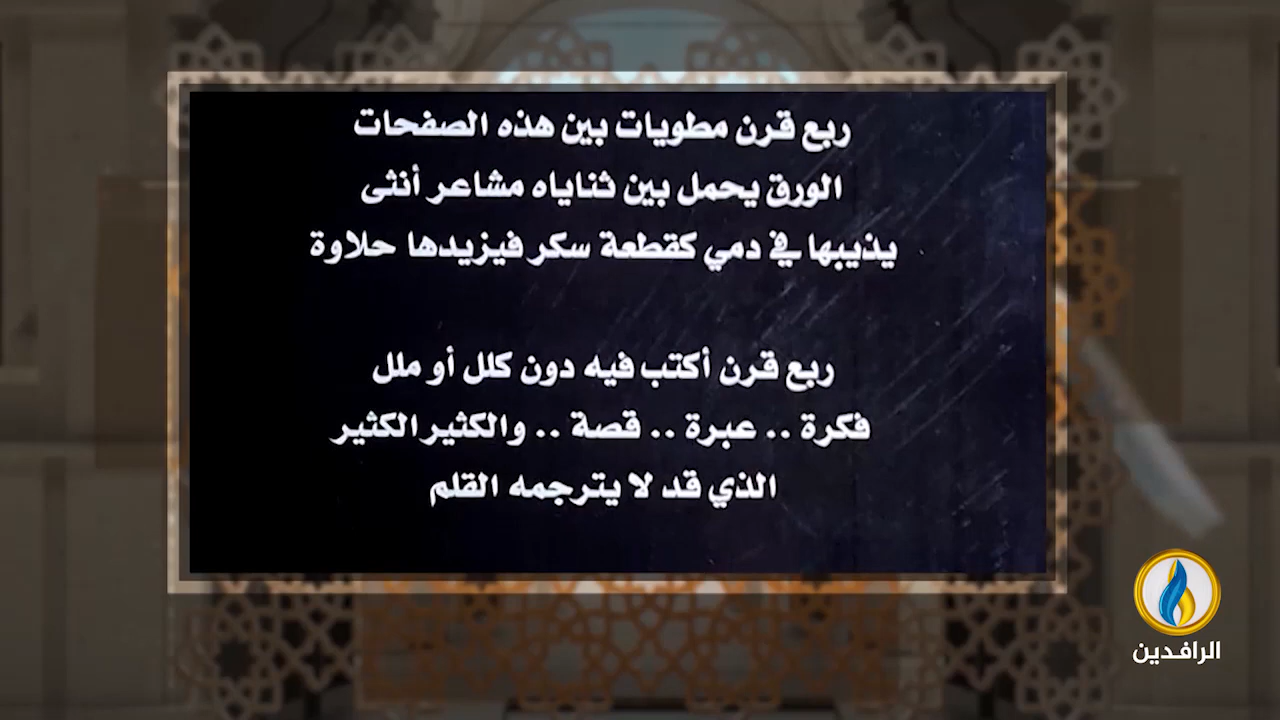 ربع قرن مطويات بين هذه الصفحات
الورق يحمل بين ثناياه مشاعر أنثى
يذيبها في دمي كقطعة سكر فيزيدها حلاوة
ربع قرن أكتب فيه دون كلل أو ملل
فكرة .. عبرة .. قصة .. والكثير الكثير
الذي قد لا يترجمه القلم
الرافدين